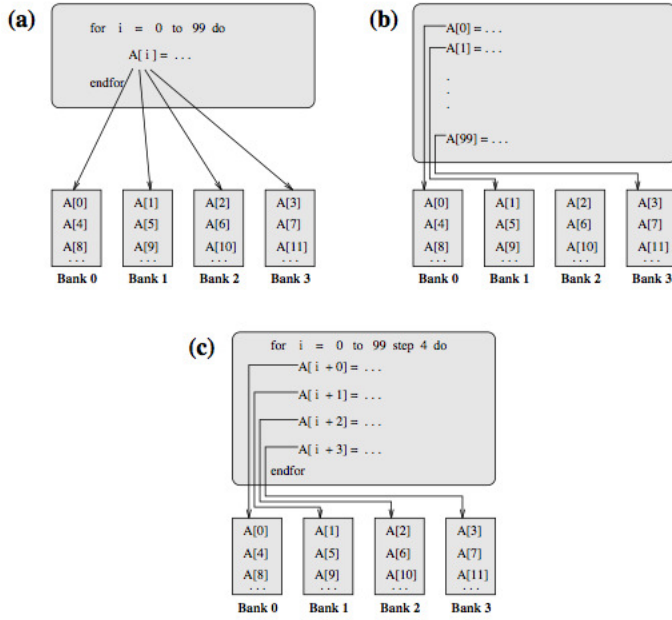 (a)
for i = 0 to 99 do
A[ i ] = ...
endfor
A[0] A[1] A[2] A[3]
A[4] A[5] A[6] A[7]
A[8] A[9] A[10] A[11]
... ... ... ...
Bank 0 Bank 1 Bank 2 Bank 3
(b)
A[0] = ...
A[1] = ...
.
.
.
A[99] = ...
A[0] A[1] A[2] A[3]
A[4] A[5] A[6] A[7]
A[8] A[9] A[10] A[11]
... ... ... ...
Bank 0 Bank 1 Bank 2 Bank 3
(c)
for i = 0 to 99 step 4 do
A[ i + 0] = ...
A[ i + 1] = ...
A[ i + 2] = ...
A[ i + 3] = ...
endfor
A[0] A[1] A[2] A[3]
A[4] A[5] A[6] A[7]
A[8] A[9] A[10] A[11]
... ... ... ...
Bank 0 Bank 1 Bank 2 Bank 3